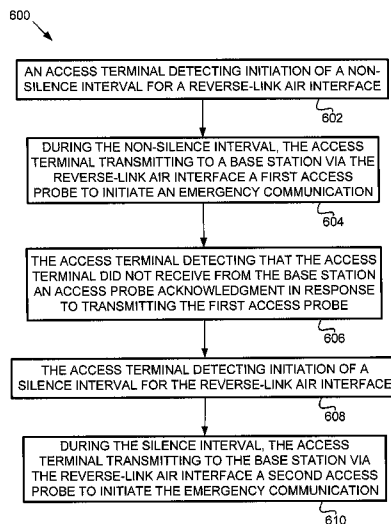 600
AN ACCESS TERMINAL DETECTING INITIATION OF A NON-
SILENCE INTERVAL FOR A REVERSE-LINK AIR INTERFACE
602
DURING THE NON-SILENCE INTERVAL, THE ACCESS
TERMINAL TRANSMITTING TO A BASE STATION VIA THE
REVERSE-LINK AIR INTERFACE A FIRST ACCESS
PROBE TO INITIATE AN EMERGENCY COMMUNICATION
604
THE ACCESS TERMINAL DETECTING THAT THE ACCESS
TERMINAL DID NOT RECEIVE FROM THE BASE STATION
AN ACCESS PROBE ACKNOWLEDGMENT IN RESPONSE
TO TRANSMITTING THE FIRST ACCESS PROBE
606
THE ACCESS TERMINAL DETECTING INITIATION OF A
SILENCE INTERVAL FOR THE REVERSE-LINK AIR INTERFACE
608
DURING THE SILENCE INTERVAL, THE ACCESS
TERMINAL TRANSMITTING TO THE BASE STATION VIA
THE REVERSE-LINK AIR INTERFACE A SECOND ACCESS
PROBE TO INITIATE THE EMERGENCY COMMUNICATION
610